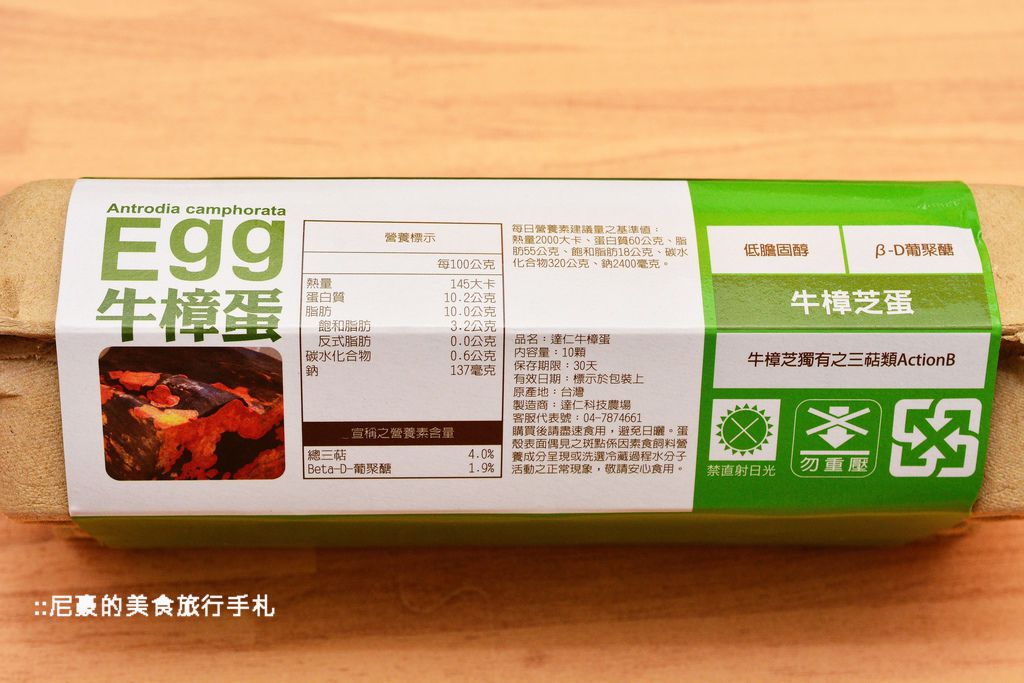 Antrodia camphorata
Egg
牛樟蛋
營養標示
每100公克
熱量 145大卡
蛋白質 10.2公克
脂肪 10.0公克
飽和脂肪 3.2公克
反式脂肪 0.0公克
碳水化合物 0.6公克
鈉 137毫克
宣稱之營養素含量
總三萜 4.0%
Beta-D-葡聚醣 1.9%
每日營養素建議量之基準值：
熱量2000大卡、蛋白質60公克、脂
肪55公克、飽和脂肪18公克、碳水
化合物320公克、鈉2400毫克。
品名：達仁牛樟蛋
內容量：10顆
保存期限：30天
有效日期：標示於包裝上
原產地：台灣
製造商：達仁科技農場
客服代表號：04-7874661
購買後請盡速食用，避免日曬。蛋
殼表面偶見之斑點係因素食飼料營
養成分呈現或洗選冷藏過程水分子
活動之正常現象，敬請安心食用。
低膽固醇
β-D葡聚醣
牛樟芝蛋
牛樟芝獨有之三萜類ActionB
禁直射日光
勿重壓
::尼豪的美食旅行手札